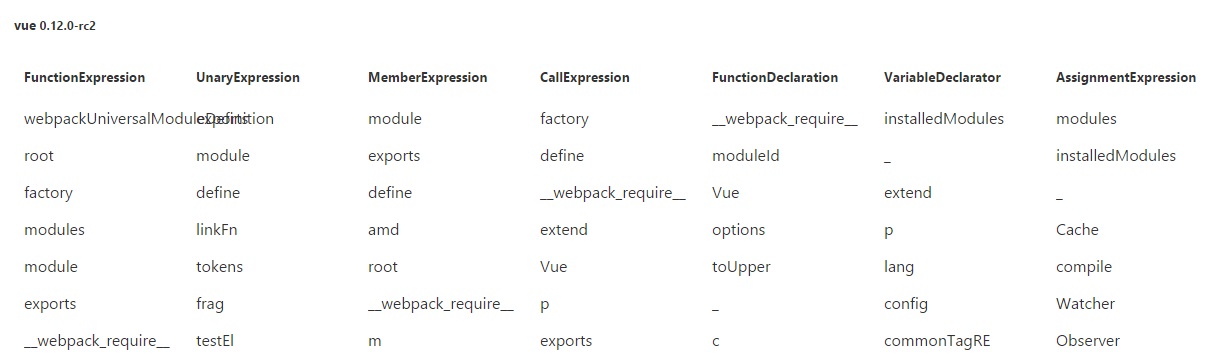 vue 0.12.0-rc2
FunctionExpression UnaryExpression MemberExpression CallExpression FunctionDeclaration VariableDeclarator AssignmentExpression
webpackUniversalModuleDefinition exports module factory __webpack_require__ installedModules modules
root module exports define moduleId _ installedModules
factory define define __webpack_require__ Vue extend _
modules linkFn amd extend options p Cache
module tokens root Vue toUpper lang compile
exports frag __webpack_require__ p _ config Watcher
__webpack_require__ testEl m exports c commonTagRE Observer